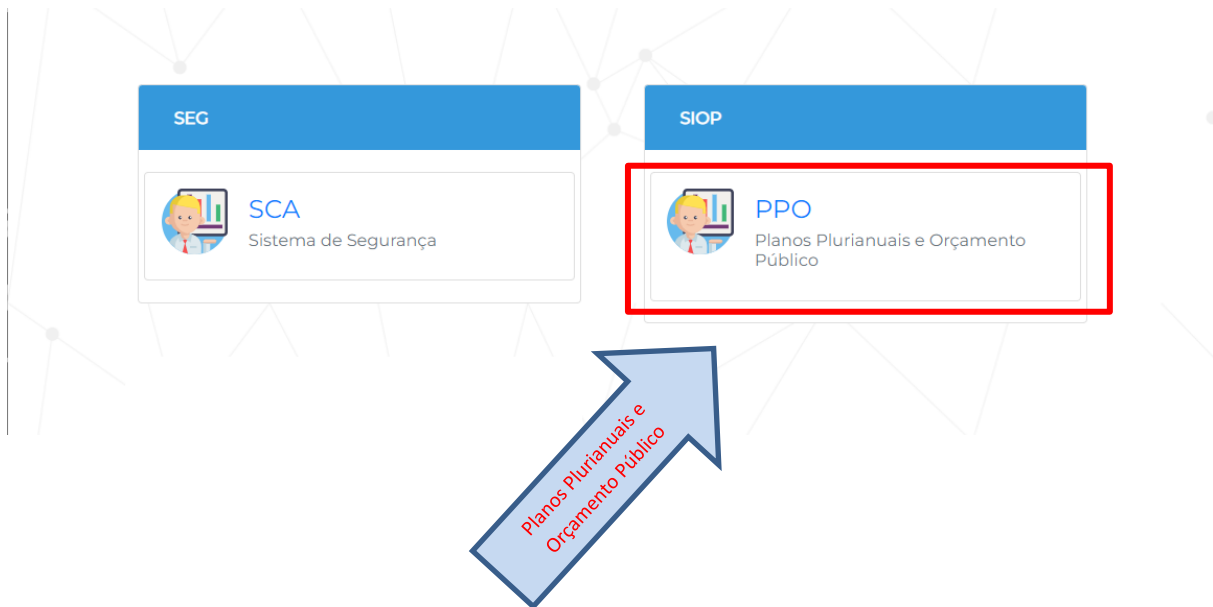 SEG
SCA
Sistema de Segurança
SIOP
PPO
Planos Plurianuais e Orçamento
Público
Planos Plurianuais e
Orçamento Público